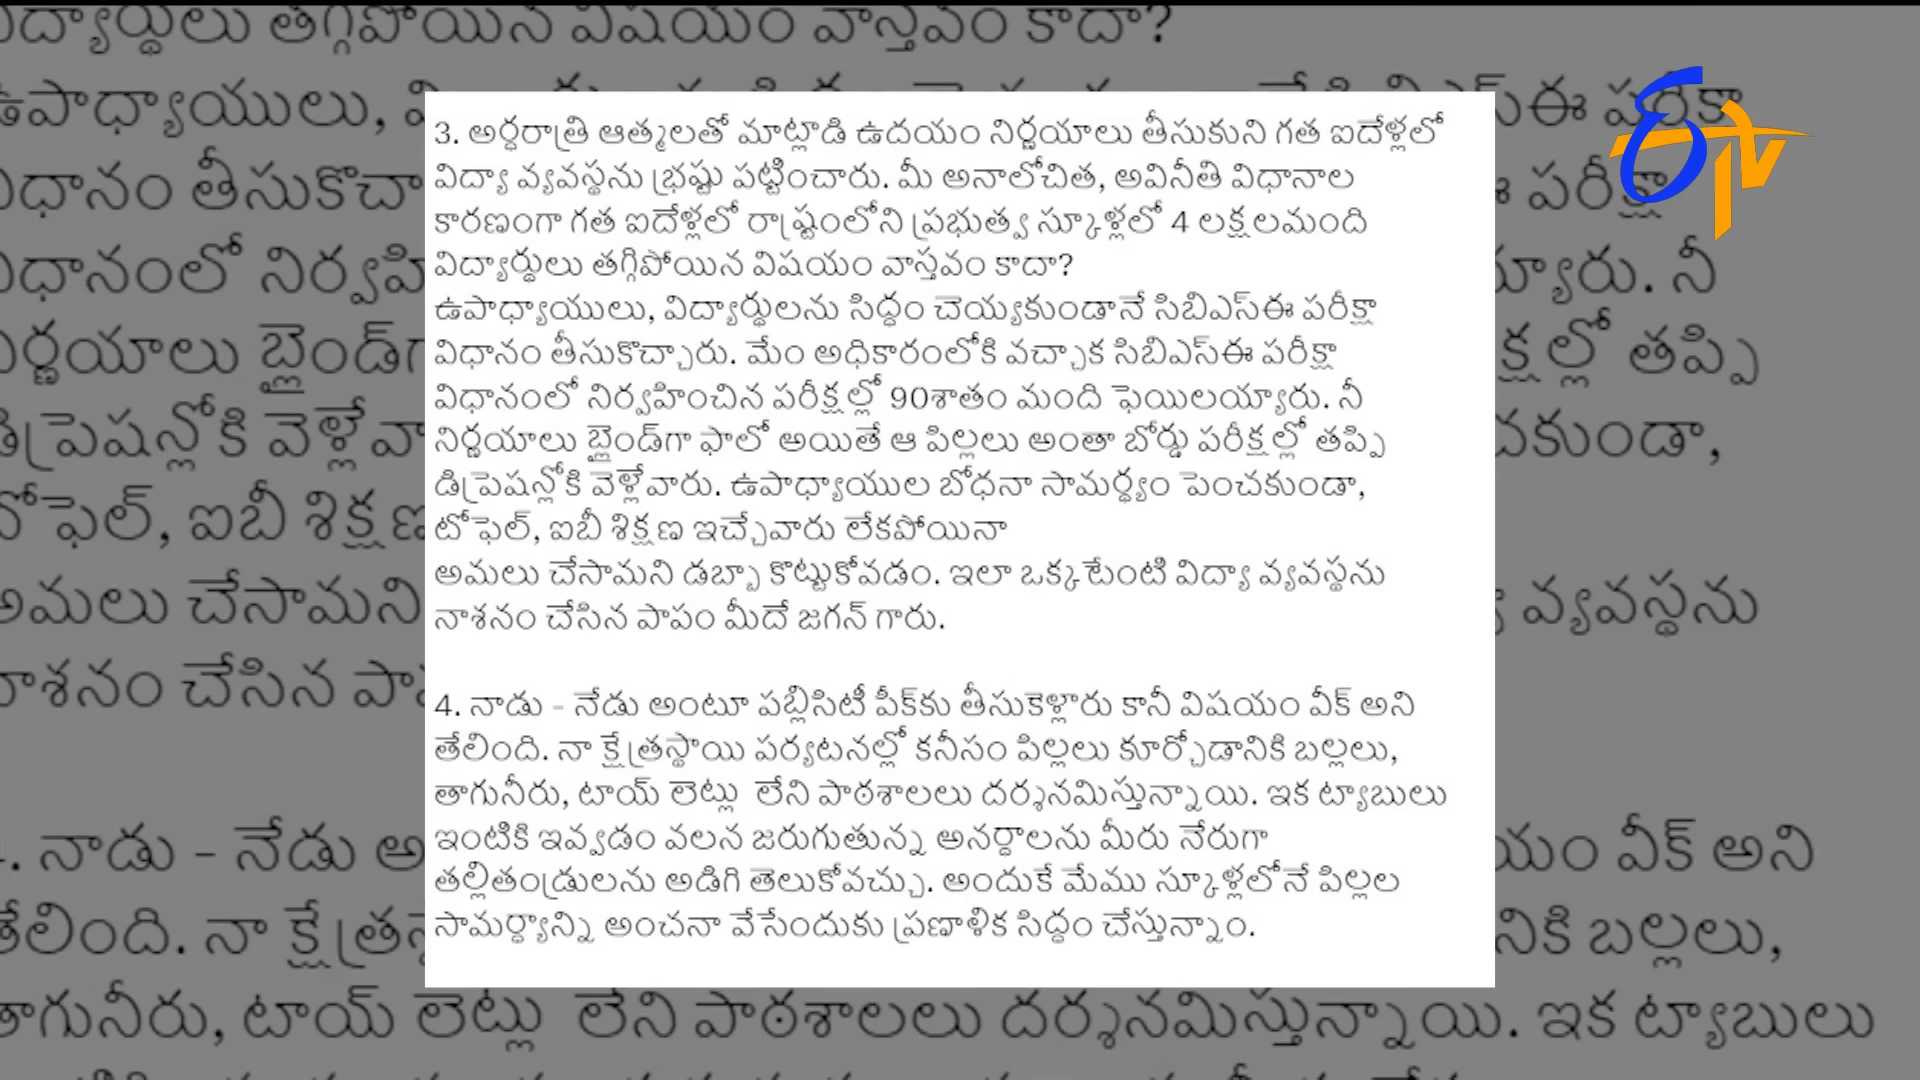 3. అర్ధరాత్రి ఆత్మలతో మాట్లాడి ఉదయం నిర్ణయాలు తీసుకుని గత ఐదేళ్లలో
విద్యా వ్యవస్థను భ్రష్టు పట్టించారు. మీ అనాలోచిత, అవినీతి విధానాల
కారణంగా గత ఐదేళ్లలో రాష్ట్రంలోని ప్రభుత్వ స్కూళ్లలో 4 లక్షలమంది
విద్యార్థులు తగ్గిపోయిన విషయం వాస్తవం కాదా?
ఉపాధ్యాయులు, విద్యార్థులను సిద్ధం చెయ్యకుండానే సిబిఎస్ఈ పరీక్షా
విధానం తీసుకొచ్చారు. మేం అధికారంలోకి వచ్చాక సిబిఎస్ఈ పరీక్షా
విధానంలో నిర్వహించిన పరీక్షల్లో 90శాతం మంది ఫెయిలయ్యారు. నీ
నిర్ణయాలు బ్లైండ్‌గా ఫాలో అయితే ఆ పిల్లలు అంతా బోర్డు పరీక్షల్లో తప్పి
డిప్రెషన్లోకి వెళ్లేవారు. ఉపాధ్యాయుల బోధనా సామర్థ్యం పెంచకుండా,
టోఫెల్, ఐబీ శిక్షణ ఇచ్చేవారు లేకపోయినా
అమలు చేసామని డబ్బా కొట్టుకోవడం. ఇలా ఒక్కటేంటి విద్యా వ్యవస్థను
నాశనం చేసిన పాపం మీదే జగన్ గారు.
4. నాడు - నేడు అంటూ పబ్లిసిటీ పీక్‌కు తీసుకెళ్లారు కానీ విషయం వీక్ అని
తేలింది. నా క్షేత్రస్థాయి పర్యటనల్లో కనీసం పిల్లలు కూర్చోడానికి బల్లలు,
తాగునీరు, టాయ్ లెట్లు లేని పాఠశాలలు దర్శనమిస్తున్నాయి. ఇక ట్యాబులు
ఇంటికి ఇవ్వడం వలన జరుగుతున్న అనర్ధాలను మీరు నేరుగా
తల్లితండ్రులను అడిగి తెలుకోవచ్చు. అందుకే మేము స్కూళ్లలోనే పిల్లల
సామర్ధ్యాన్ని అంచనా వేసేందుకు ప్రణాళిక సిద్ధం చేస్తున్నాం.
ETV